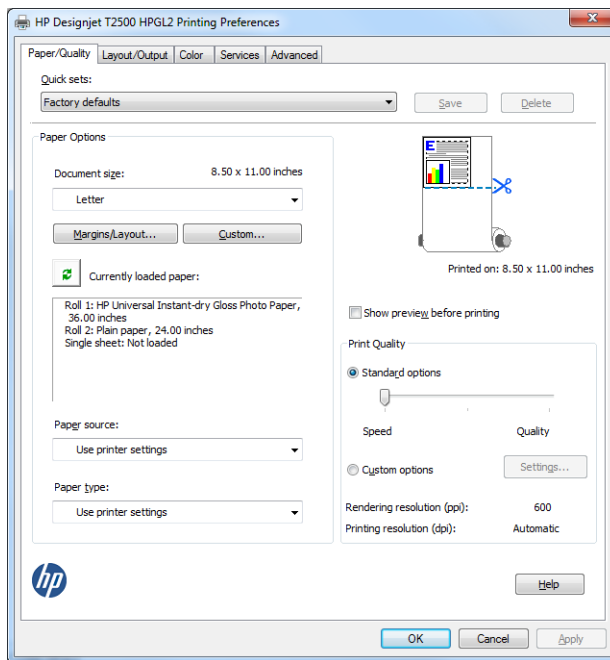 HP Designjet T2500 HPGL2 Printing Preferences
Paper/Quality Layout/Output Color Services Advanced
Quick sets:
Factory defaults
Save Delete
Paper Options
Document size: 8.50 x 11.00 inches
Letter
Margins/Layout... Custom...
Currently loaded paper:
Roll 1: HP Universal Instant-dry Gloss Photo Paper,
36.00 inches
Roll 2: Plain paper, 24.00 inches
Single sheet: Not loaded
Paper source:
Use printer settings
Paper type:
Use printer settings
E
Printed on: 8.50 x 11.00 inches
Show preview before printing
Print Quality
Standard options
Speed Quality
Custom options Settings...
Rendering resolution (ppi): 600
Printing resolution (dpi): Automatic
hp
Help
OK Cancel Apply